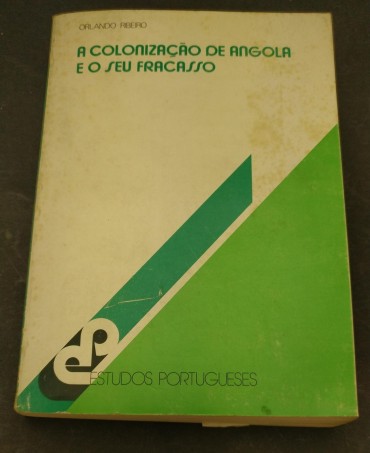 ORLANDO RIBEIRO
A COLONIZAÇÃO DE ANGOLA
E O SEU FRACASSO
ep
ESTUDOS PORTUGUESES